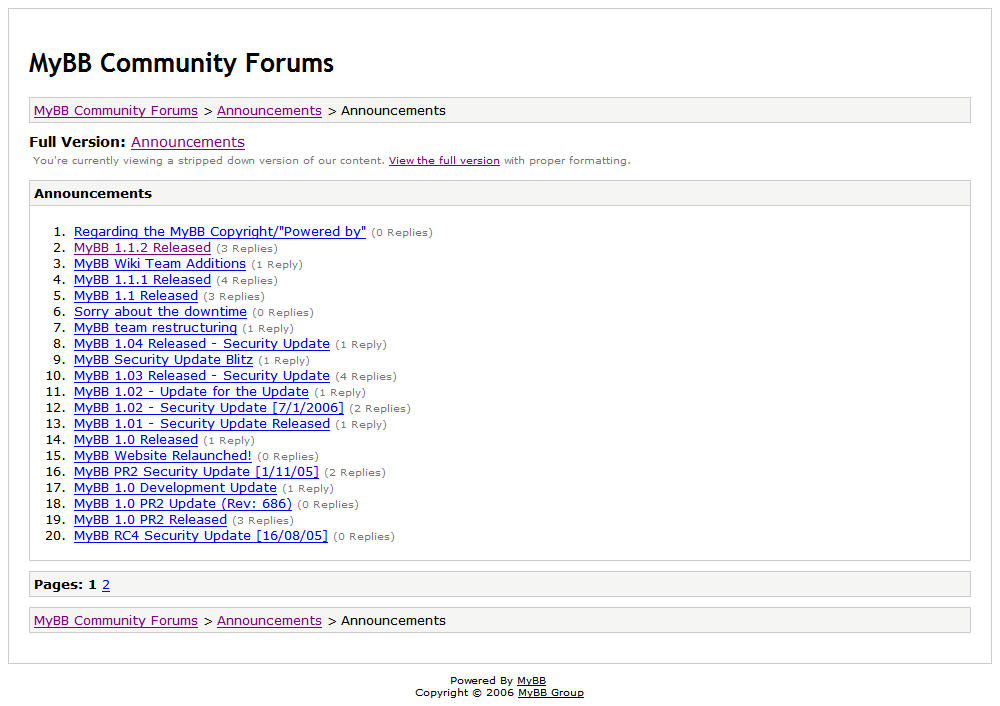 MyBB Community Forums
MyBB Community Forums > Announcements > Announcements
Full Version: Announcements
You're currently viewing a stripped down version of our content. View the full version with proper formatting.
Announcements
1. Regarding the MyBB Copyright/"Powered by" (0 Replies)
2. MyBB 1.1.2 Released (3 Replies)
3. MyBB Wiki Team Additions (1 Reply)
4. MyBB 1.1.1 Released (4 Replies)
5. MyBB 1.1 Released (3 Replies)
6. Sorry about the downtime (0 Replies)
7. MyBB team restructuring (1 Reply)
8. MyBB 1.04 Released - Security Update (1 Reply)
9. MyBB Security Update Blitz (1 Reply)
10. MyBB 1.03 Released - Security Update (4 Replies)
11. MyBB 1.02 - Update for the Update (1 Reply)
12. MyBB 1.02 - Security Update [7/1/2006] (2 Replies)
13. MyBB 1.01 - Security Update Released (1 Reply)
14. MyBB 1.0 Released (1 Reply)
15. MyBB Website Relaunched! (0 Replies)
16. MyBB PR2 Security Update [1/11/05] (2 Replies)
17. MyBB 1.0 Development Update (1 Reply)
18. MyBB 1.0 PR2 Update (Rev: 686) (0 Replies)
19. MyBB 1.0 PR2 Released (3 Replies)
20. MyBB RC4 Security Update [16/08/05] (0 Replies)
Pages: 1 2
MyBB Community Forums > Announcements > Announcements
Powered By MyBB
Copyright © 2006 MyBB Group